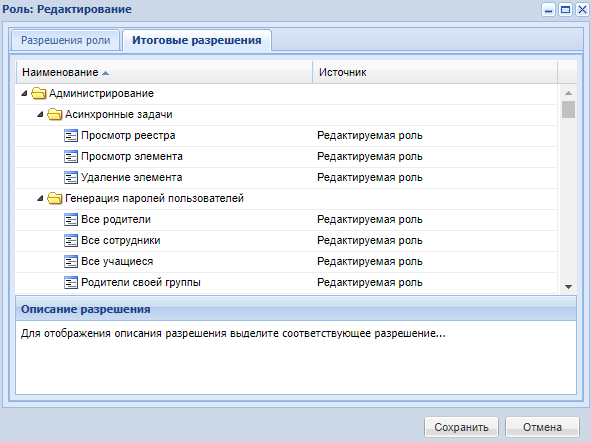 Роль: Редактирование
Разрешения роли Итоговые разрешения
Наименование Источник
Администрирование
Асинхронные задачи
Просмотр реестра Редактируемая роль
Просмотр элемента Редактируемая роль
Удаление элемента Редактируемая роль
Генерация паролей пользователей
Все родители Редактируемая роль
Все сотрудники Редактируемая роль
Все учащиеся Редактируемая роль
Родители своей группы Редактируемая роль
Описание разрешения
Для отображения описания разрешения выделите соответствующее разрешение...
Сохранить Отмена